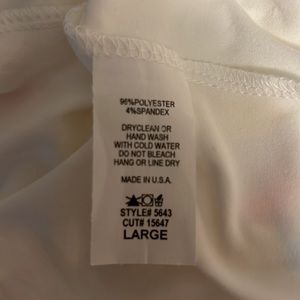 96%POLYESTER
4%SPANDEX
DRYCLEAN OR
HAND WASH
WITH COLD WATER
DO NOT BLEACH
HANG OR LINE DRY
MADE IN U.S.A.
STYLE# 5643
CUT# 15647
LARGE